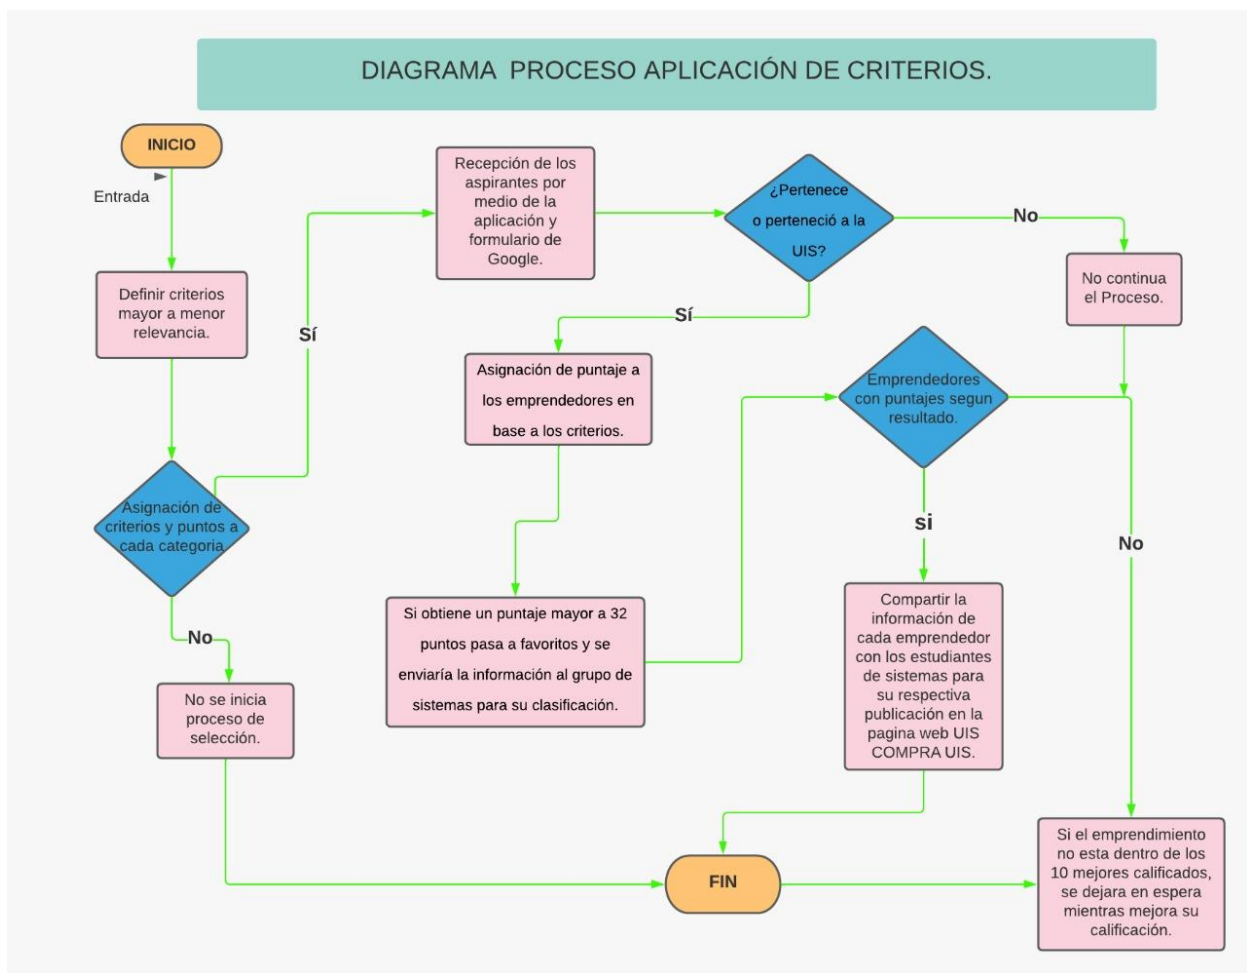 DIAGRAMA PROCESO APLICACIÓN DE CRITERIOS.
INICIO
Entrada
Definir criterios
mayor a menor
relevancia.
Asignación de
criterios y puntos a
cada categoria
No
No se inicia
proceso de
selección.
Sí
Recepción de los
aspirantes por
medio de la
aplicación y
formulario de
Google.
¿Pertenece
o perteneció a la
UIS?
No
No continua
el Proceso.
Sí
Asignación de puntaje a
los emprendedores en
base a los criterios.
Si obtiene un puntaje mayor a 32
puntos pasa a favoritos y se
enviaría la información al grupo de
sistemas para su clasificación.
Emprendedores
con puntajes segun
resultado.
si
Compartir la
información de
cada emprendedor
con los estudiantes
de sistemas para
su respectiva
publicación en la
pagina web UIS
COMPRA UIS.
No
Si el emprendimiento
no esta dentro de los
10 mejores calificados,
se dejara en espera
mientras mejora su
calificación.
FIN